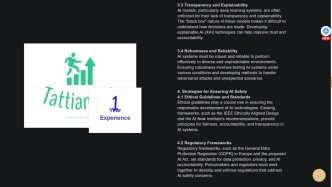 3.3 Transparency and Explainability
AI models, particularly deep learning systems, are often
criticized for their lack of transparency and explainability.
The "black box" nature of these models makes it difficult to
understand how decisions are made. Developing
explainable AI (XAI) techniques can help improve trust and
accountability.
3.4 Robustness and Reliability
AI systems must be robust and reliable to perform
effectively in diverse and unpredictable environments.
Ensuring robustness involves testing AI systems under
various conditions and developing methods to handle
adversarial attacks and unexpected scenarios.
4. Strategies for Ensuring AI Safety
4.1 Ethical Guidelines and Standards
Ethical guidelines play a crucial role in ensuring the
responsible development of AI technologies. Existing
frameworks, such as the IEEE Ethically Aligned Design
and the AI Now Institute's recommendations, provide
principles for fairness, accountability, and transparency in
AI systems.
4.2 Regulatory Frameworks
Regulatory frameworks, such as the General Data
Protection Regulation (GDPR) in Europe and the proposed
AI Act, set standards for data protection, privacy, and AI
accountability. Policymakers and regulators must work
together to develop and enforce regulations that address
AI safety concerns.
Tattian
1
Experience